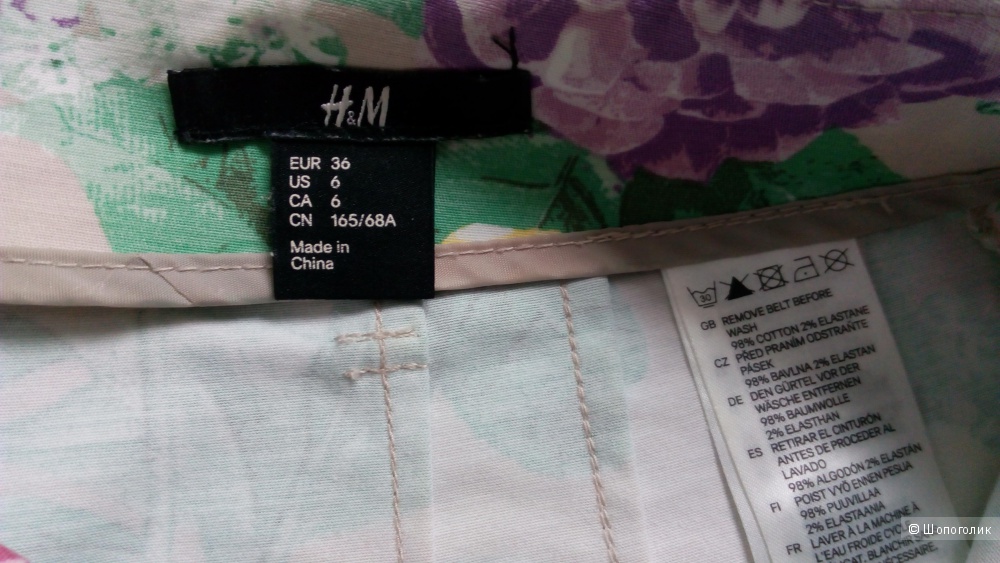 H&M
EUR 36
US 6
CA 6
CN 165/68A
Made in
China
30
GB REMOVE BELT BEFORE
WASH
98% COTTON 2% ELASTANE
CZ PŘED PRANÍM ODSTRAŇTE
PÁSEK
98% BAVLNA 2% ELASTAN
DE DEN GÜRTEL VOR DER
WÄSCHE ENTFERNEN
98% BAUMWOLLE
2% ELASTHAN
ES RETIRAR EL CINTURÓN
ANTES DE PROCEDER AL
LAVADO
98% ALGODÓN 2% ELASTÁN
FI POIST VYÖ ENNEN PESUA
98% PUUVILLAA
2% ELASTAANIA
FR LAVER À LA MACHINE À
L'EAU FROIDE
© Шопоголик